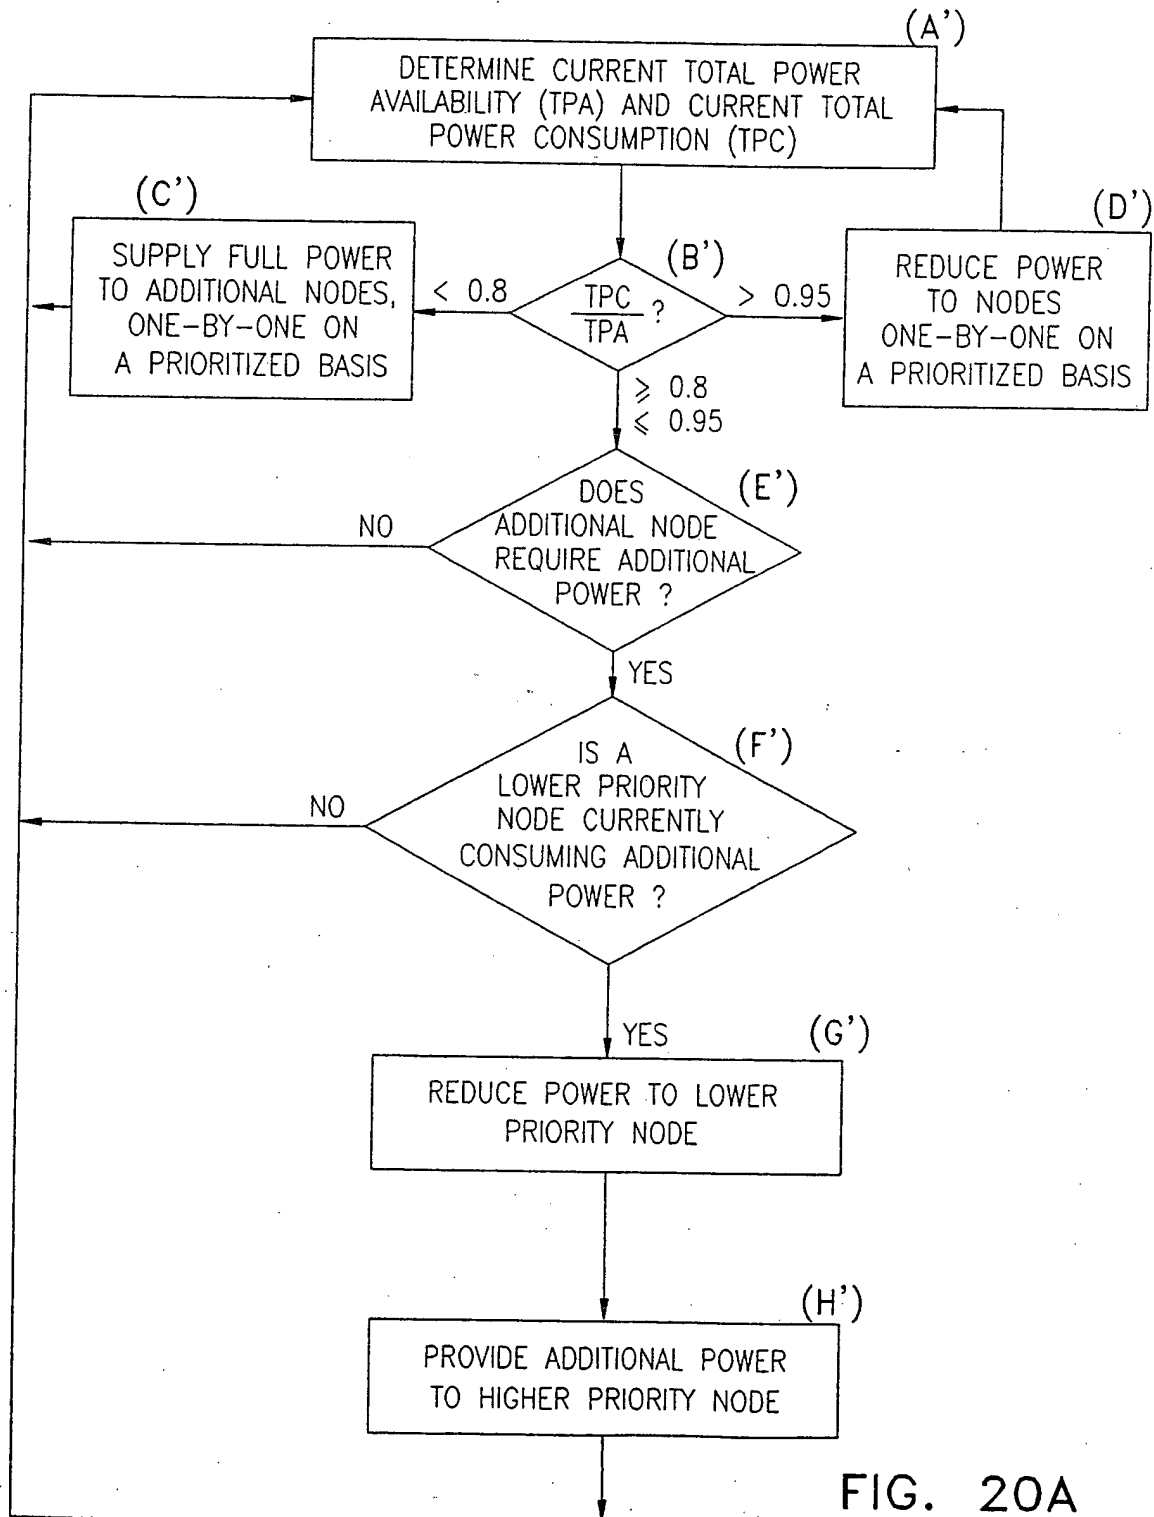 (A')
DETERMINE CURRENT TOTAL POWER
AVAILABILITY (TPA) AND CURRENT TOTAL
POWER CONSUMPTION (TPC)
(C')
SUPPLY FULL POWER
TO ADDITIONAL NODES,
ONE-BY-ONE ON
A PRIORITIZED BASIS
< 0.8
(B')
TPC
TPA
?
> 0.95
(D')
REDUCE POWER
TO NODES
ONE-BY-ONE ON
A PRIORITIZED BASIS
⩾ 0.8
⩽ 0.95
(E')
DOES
ADDITIONAL NODE
REQUIRE ADDITIONAL
POWER ?
NO
YES
(F')
IS A
LOWER PRIORITY
NODE CURRENTLY
CONSUMING ADDITIONAL
POWER ?
NO
YES
(G')
REDUCE POWER TO LOWER
PRIORITY NODE
(H')
PROVIDE ADDITIONAL POWER
TO HIGHER PRIORITY NODE
FIG. 20A